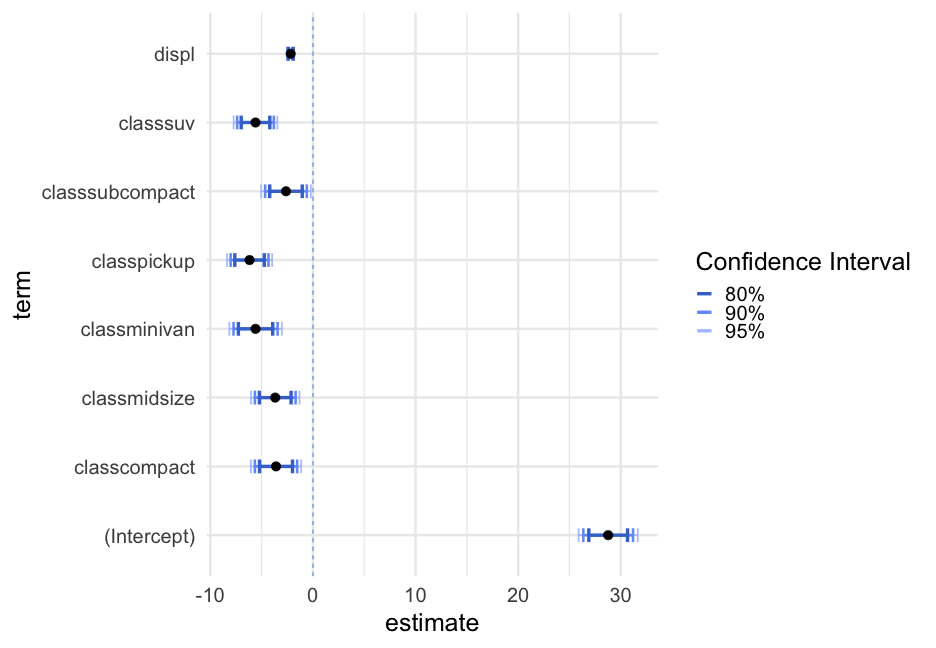 displ
classsuv
classsubcompact
classpickup
classminivan
classmidsize
classcompact
(Intercept)
term
-10 0 10 20 30
estimate
Confidence Interval
80%
90%
95%